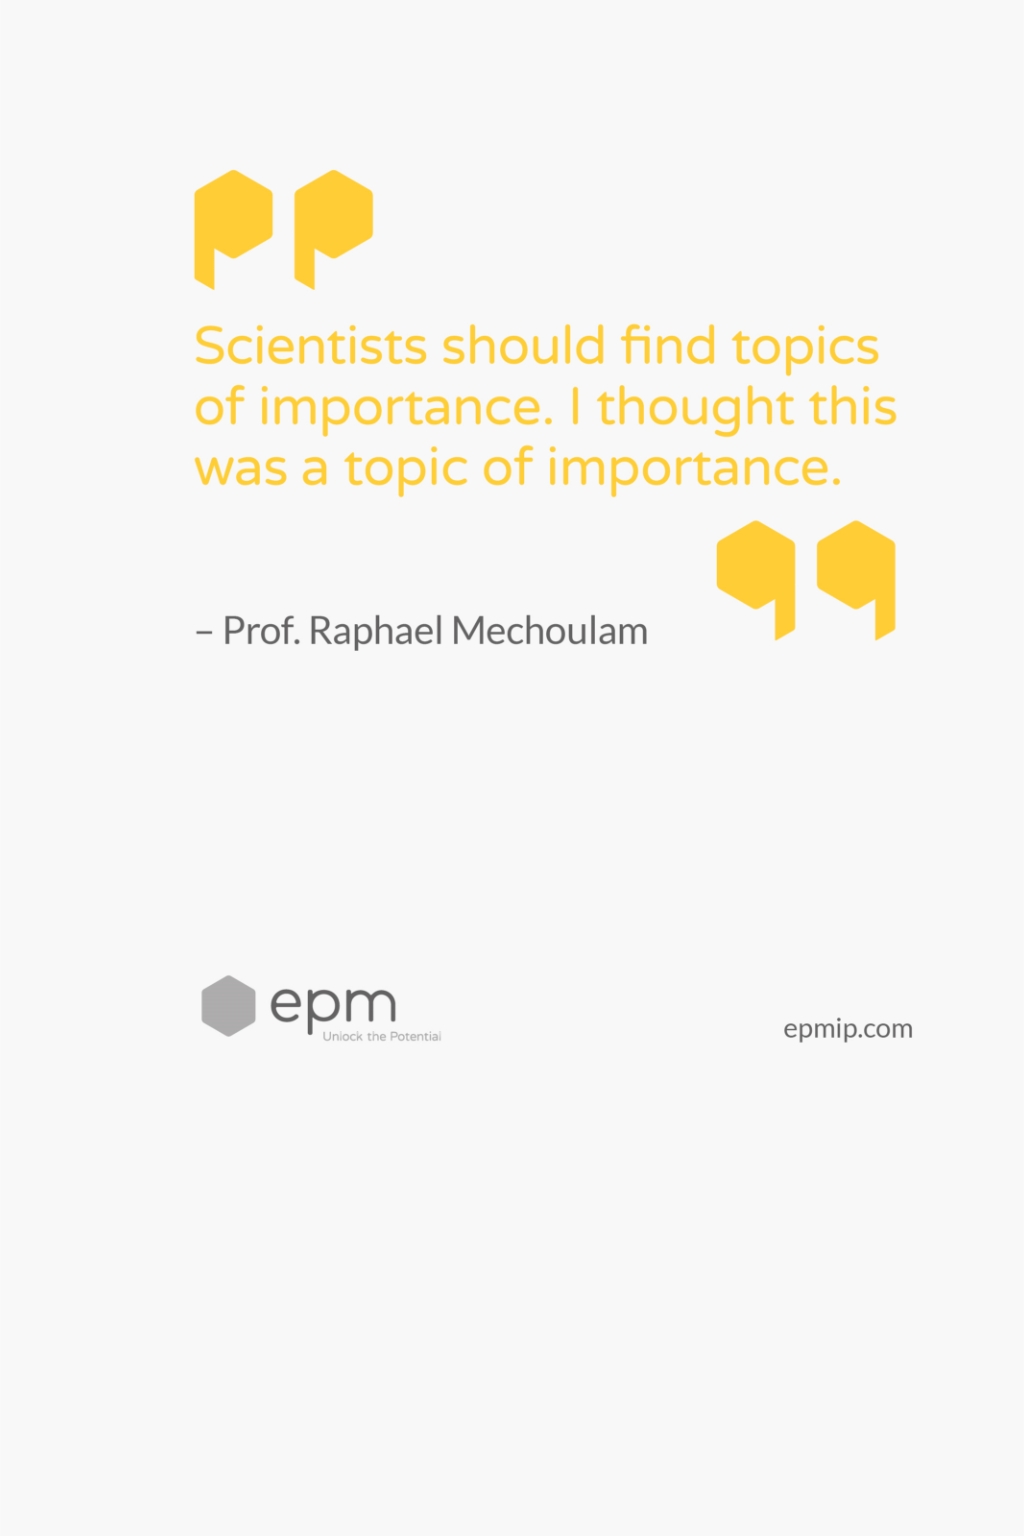 Scientists should find topics
of importance. I thought this
was a topic of importance.
– Prof. Raphael Mechoulam
epm
Unlock the Potential
epmip.com